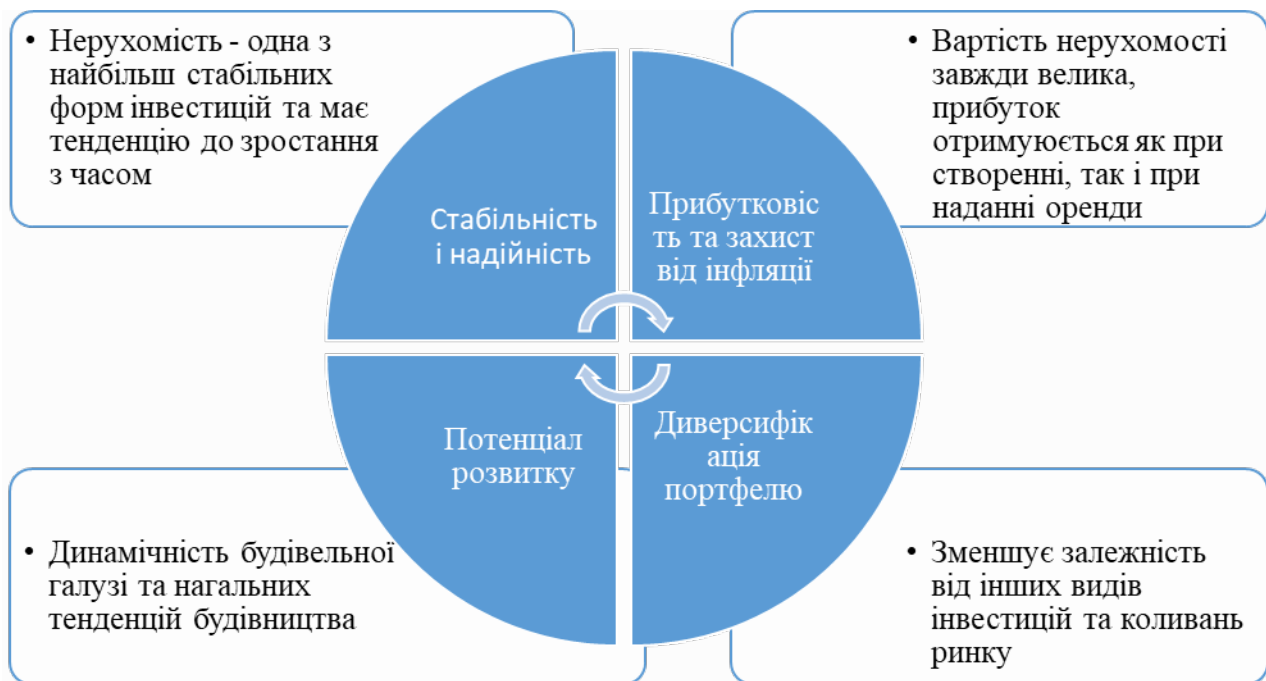 • Нерухомість - одна з
найбільш стабільних
форм інвестицій та має
тенденцію до зростання
з часом
• Вартість нерухомості
завжди велика,
прибуток
отримуюється як при
створенні, так і при
наданні оренди
Стабільність
і надійність
Прибутковіс
ть та захист
від інфляції
Потенціал
розвитку
Диверсифік
ація
портфелю
• Динамічність будівельної
галузі та нагальних
тенденцій будівництва
• Зменшує залежність
від інших видів
інвестицій та коливань
ринку